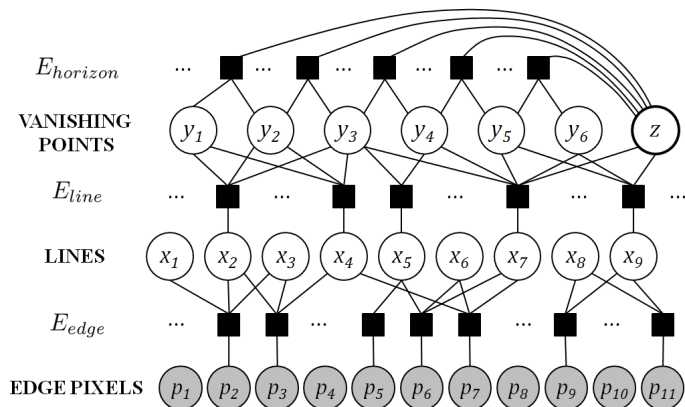 E_horizon ... ... ... ... ... ...
VANISHING POINTS y_1 y_2 y_3 y_4 y_5 y_6 z
E_line ... ... ... ... ...
LINES x_1 x_2 x_3 x_4 x_5 x_6 x_7 x_8 x_9
E_edge ... ... ... ...
EDGE PIXELS p_1 p_2 p_3 p_4 p_5 p_6 p_7 p_8 p_9 p_10 p_11